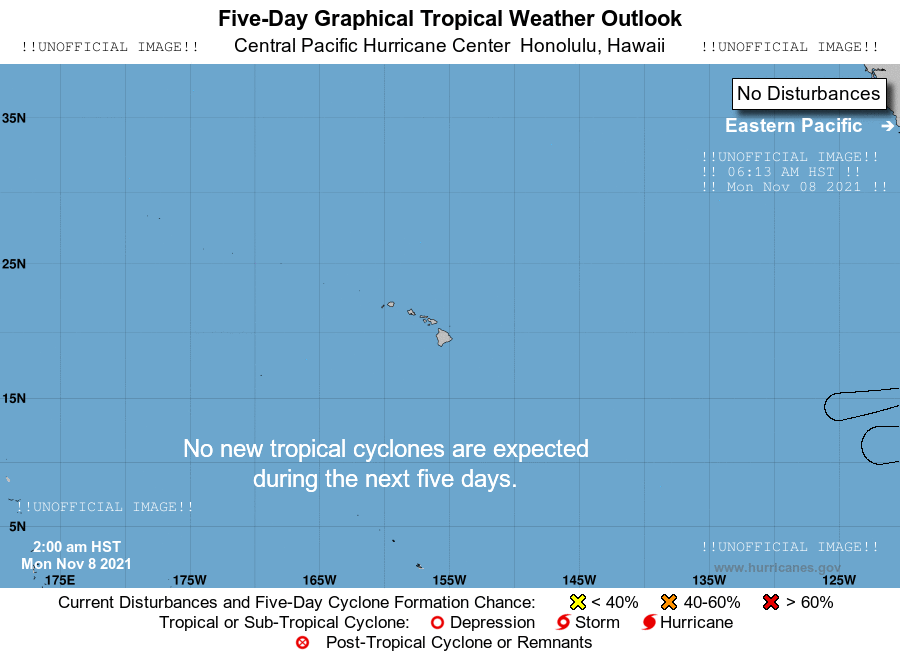 Five-Day Graphical Tropical Weather Outlook
!!UNOFFICIAL IMAGE!! Central Pacific Hurricane Center Honolulu, Hawaii !!UNOFFICIAL IMAGE!!
No Disturbances
35N
Eastern Pacific →
!!UNOFFICIAL IMAGE!!
!! 06:13 AM HST !!
!! Mon Nov 08 2021 !!
25N
15N
No new tropical cyclones are expected
during the next five days.
!!UNOFFICIAL IMAGE!!
5N
2:00 am HST
!!UNOFFICIAL IMAGE!!
Mon Nov 8 2021
www.hurricanes.gov
175E 175W 165W 155W 145W 135W 125W
Current Disturbances and Five-Day Cyclone Formation Chance: < 40% 40-60% > 60%
Tropical or Sub-Tropical Cyclone: Depression Storm Hurricane
Post-Tropical Cyclone or Remnants